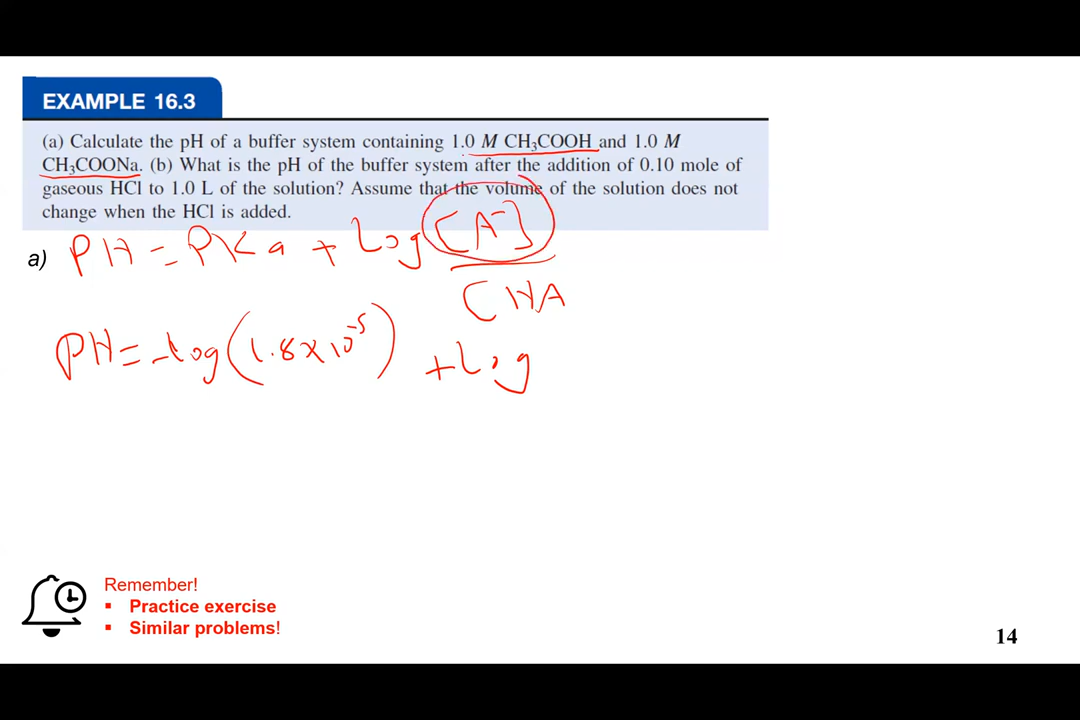 EXAMPLE 16.3
(a) Calculate the pH of a buffer system containing 1.0 M CH₃COOH and 1.0 M
CH₃COONa. (b) What is the pH of the buffer system after the addition of 0.10 mole of
gaseous HCl to 1.0 L of the solution? Assume that the volume of the solution does not
change when the HCl is added.
a) PH = PKa + Log [A⁻]
[HA
PH = -log (1.8 x 10⁻⁵) + Log
Remember!
▪ Practice exercise
▪ Similar problems!
14